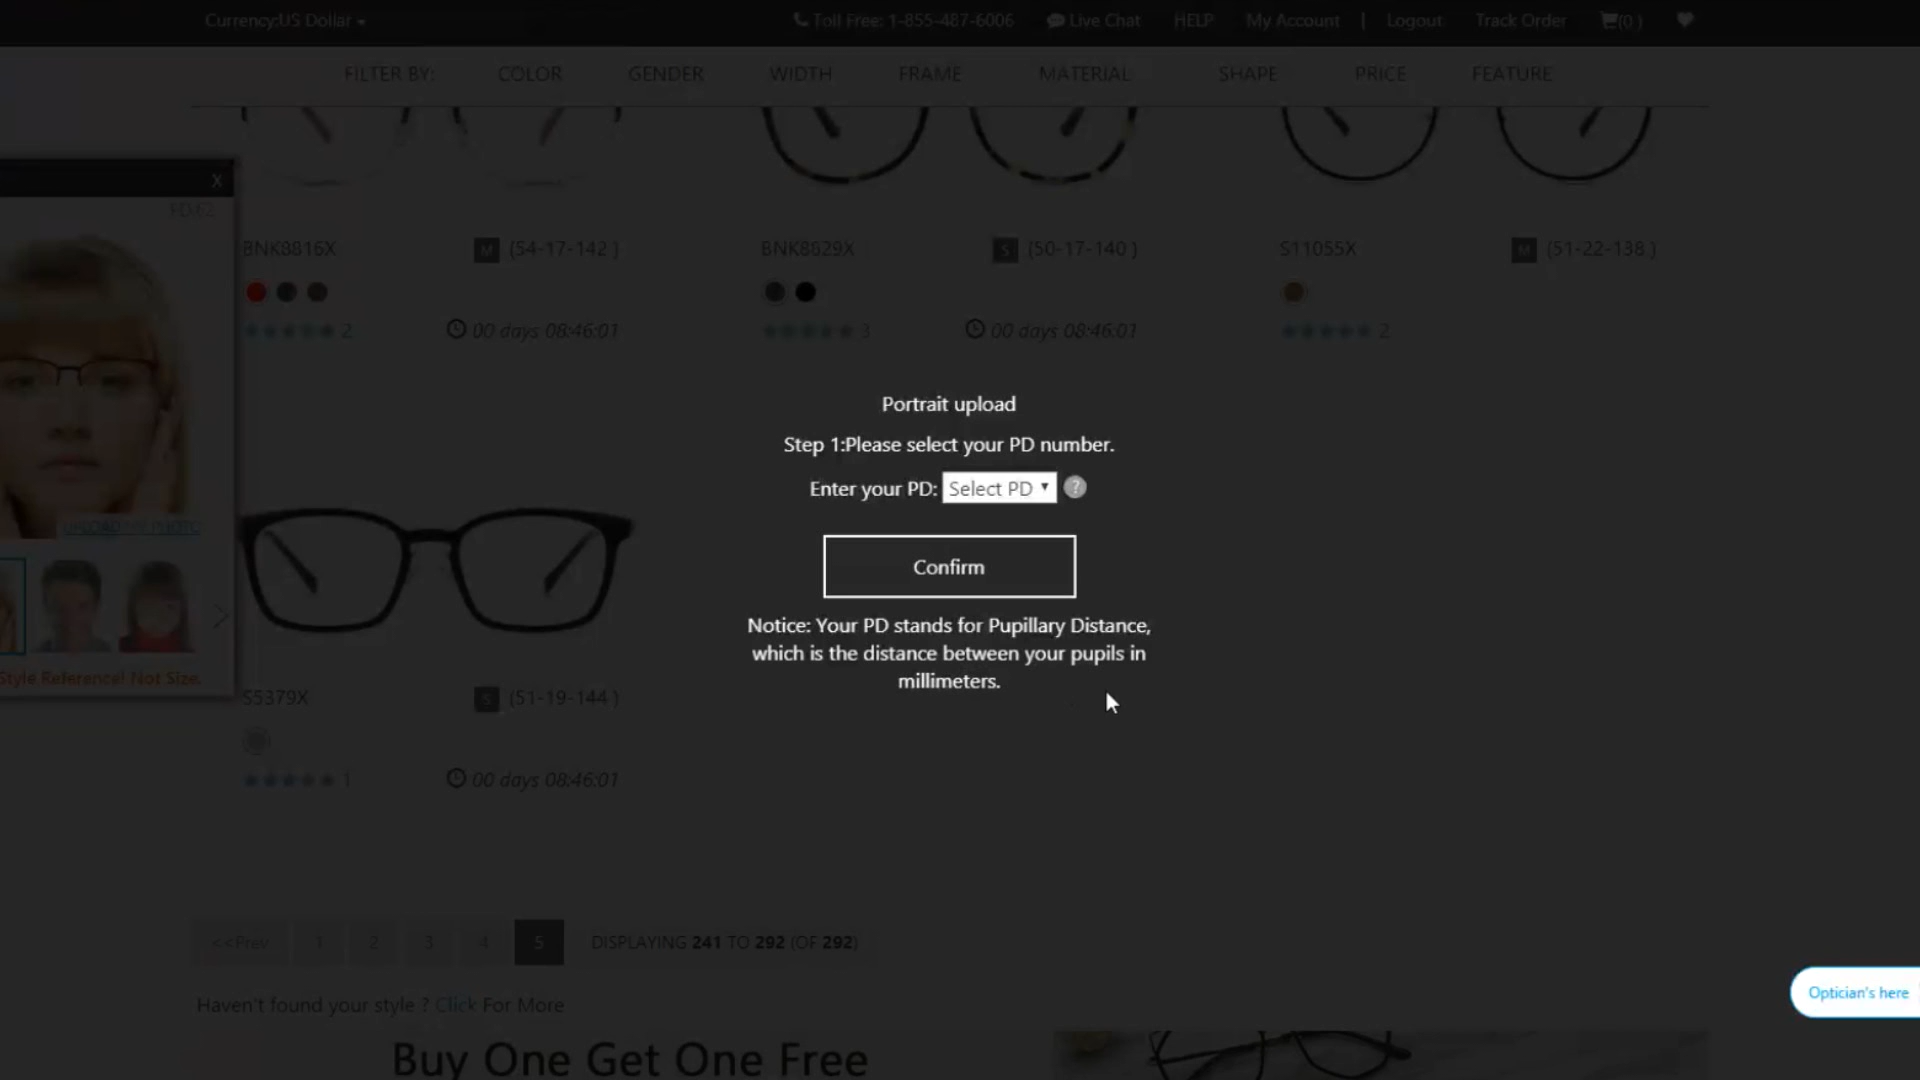 Currency:US Dollar
Toll Free: 1-855-487-6006 Live Chat HELP My Account | Logout Track Order (0 )
FILTER BY: COLOR GENDER WIDTH FRAME MATERIAL SHAPE PRICE FEATURE
X
PD:62
BNK8816X M (54-17-142 )
BNK8629X S (50-17-140 )
S11055X M (51-22-138 )
2 00 days 08:46:01
3 00 days 08:46:01
2
Portrait upload
Step 1:Please select your PD number.
Enter your PD: Select PD ?
Confirm
Notice: Your PD stands for Pupillary Distance,
which is the distance between your pupils in
millimeters.
UPLOAD MY PHOTO
Style Reference! Not Size.
S5379X S (51-19-144 )
1 00 days 08:46:01
<<Prev 1 2 3 4 5 DISPLAYING 241 TO 292 (OF 292)
Optician's here
Haven't found your style ? Click For More
Buy One Get One Free